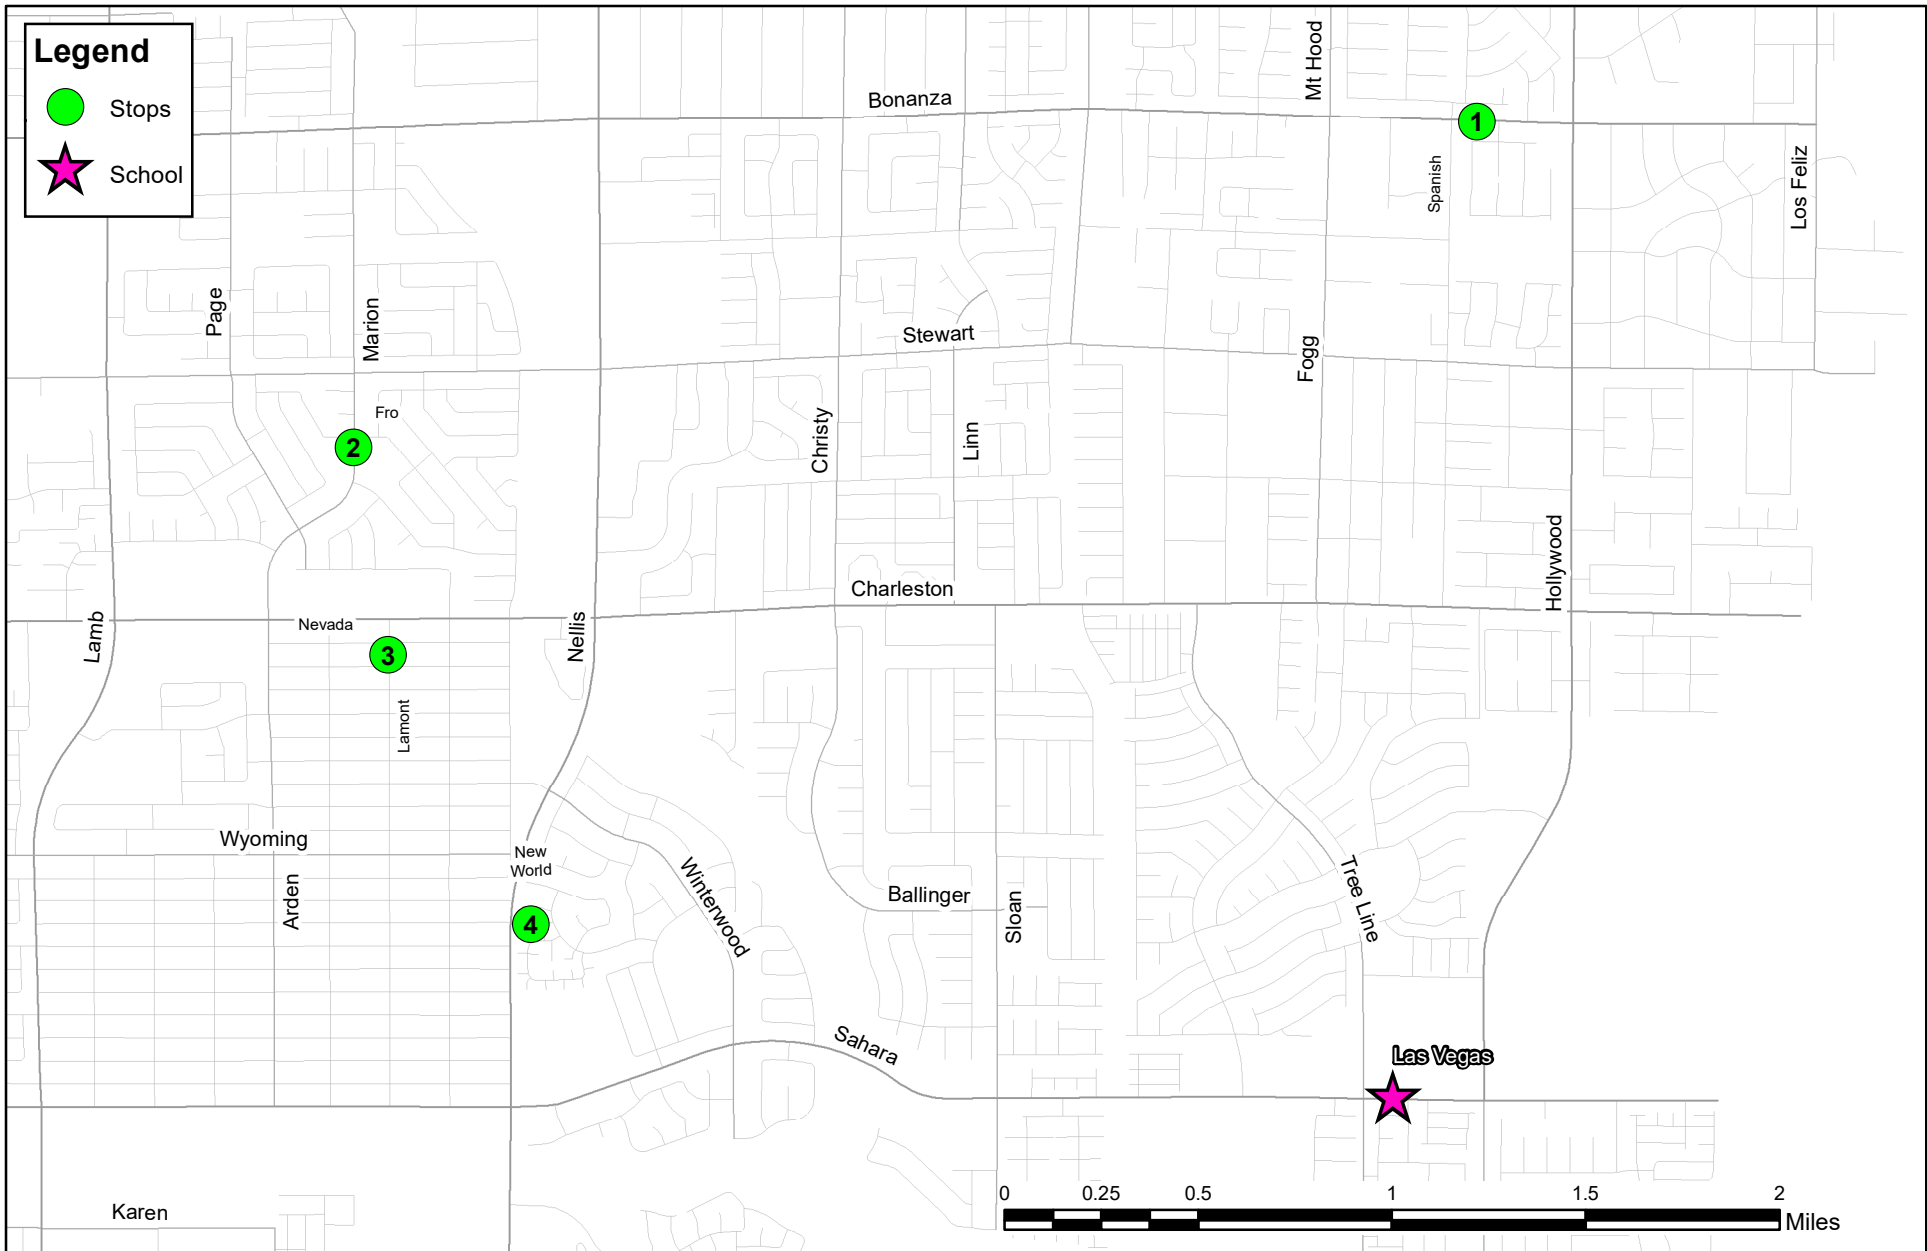 Legend
Stops
School
Bonanza
Mt Hood
1
Spanish
Los Feliz
Page
Marion
Stewart
Fogg
Fro
2
Christy
Linn
Hollywood
Charleston
Lamb
Nevada
Nellis
3
Lamont
Wyoming
New
World
Arden
Winterwood
Ballinger
Sloan
Tree Line
4
Sahara
Las Vegas
Karen
0 0.25 0.5 1 1.5 2
Miles